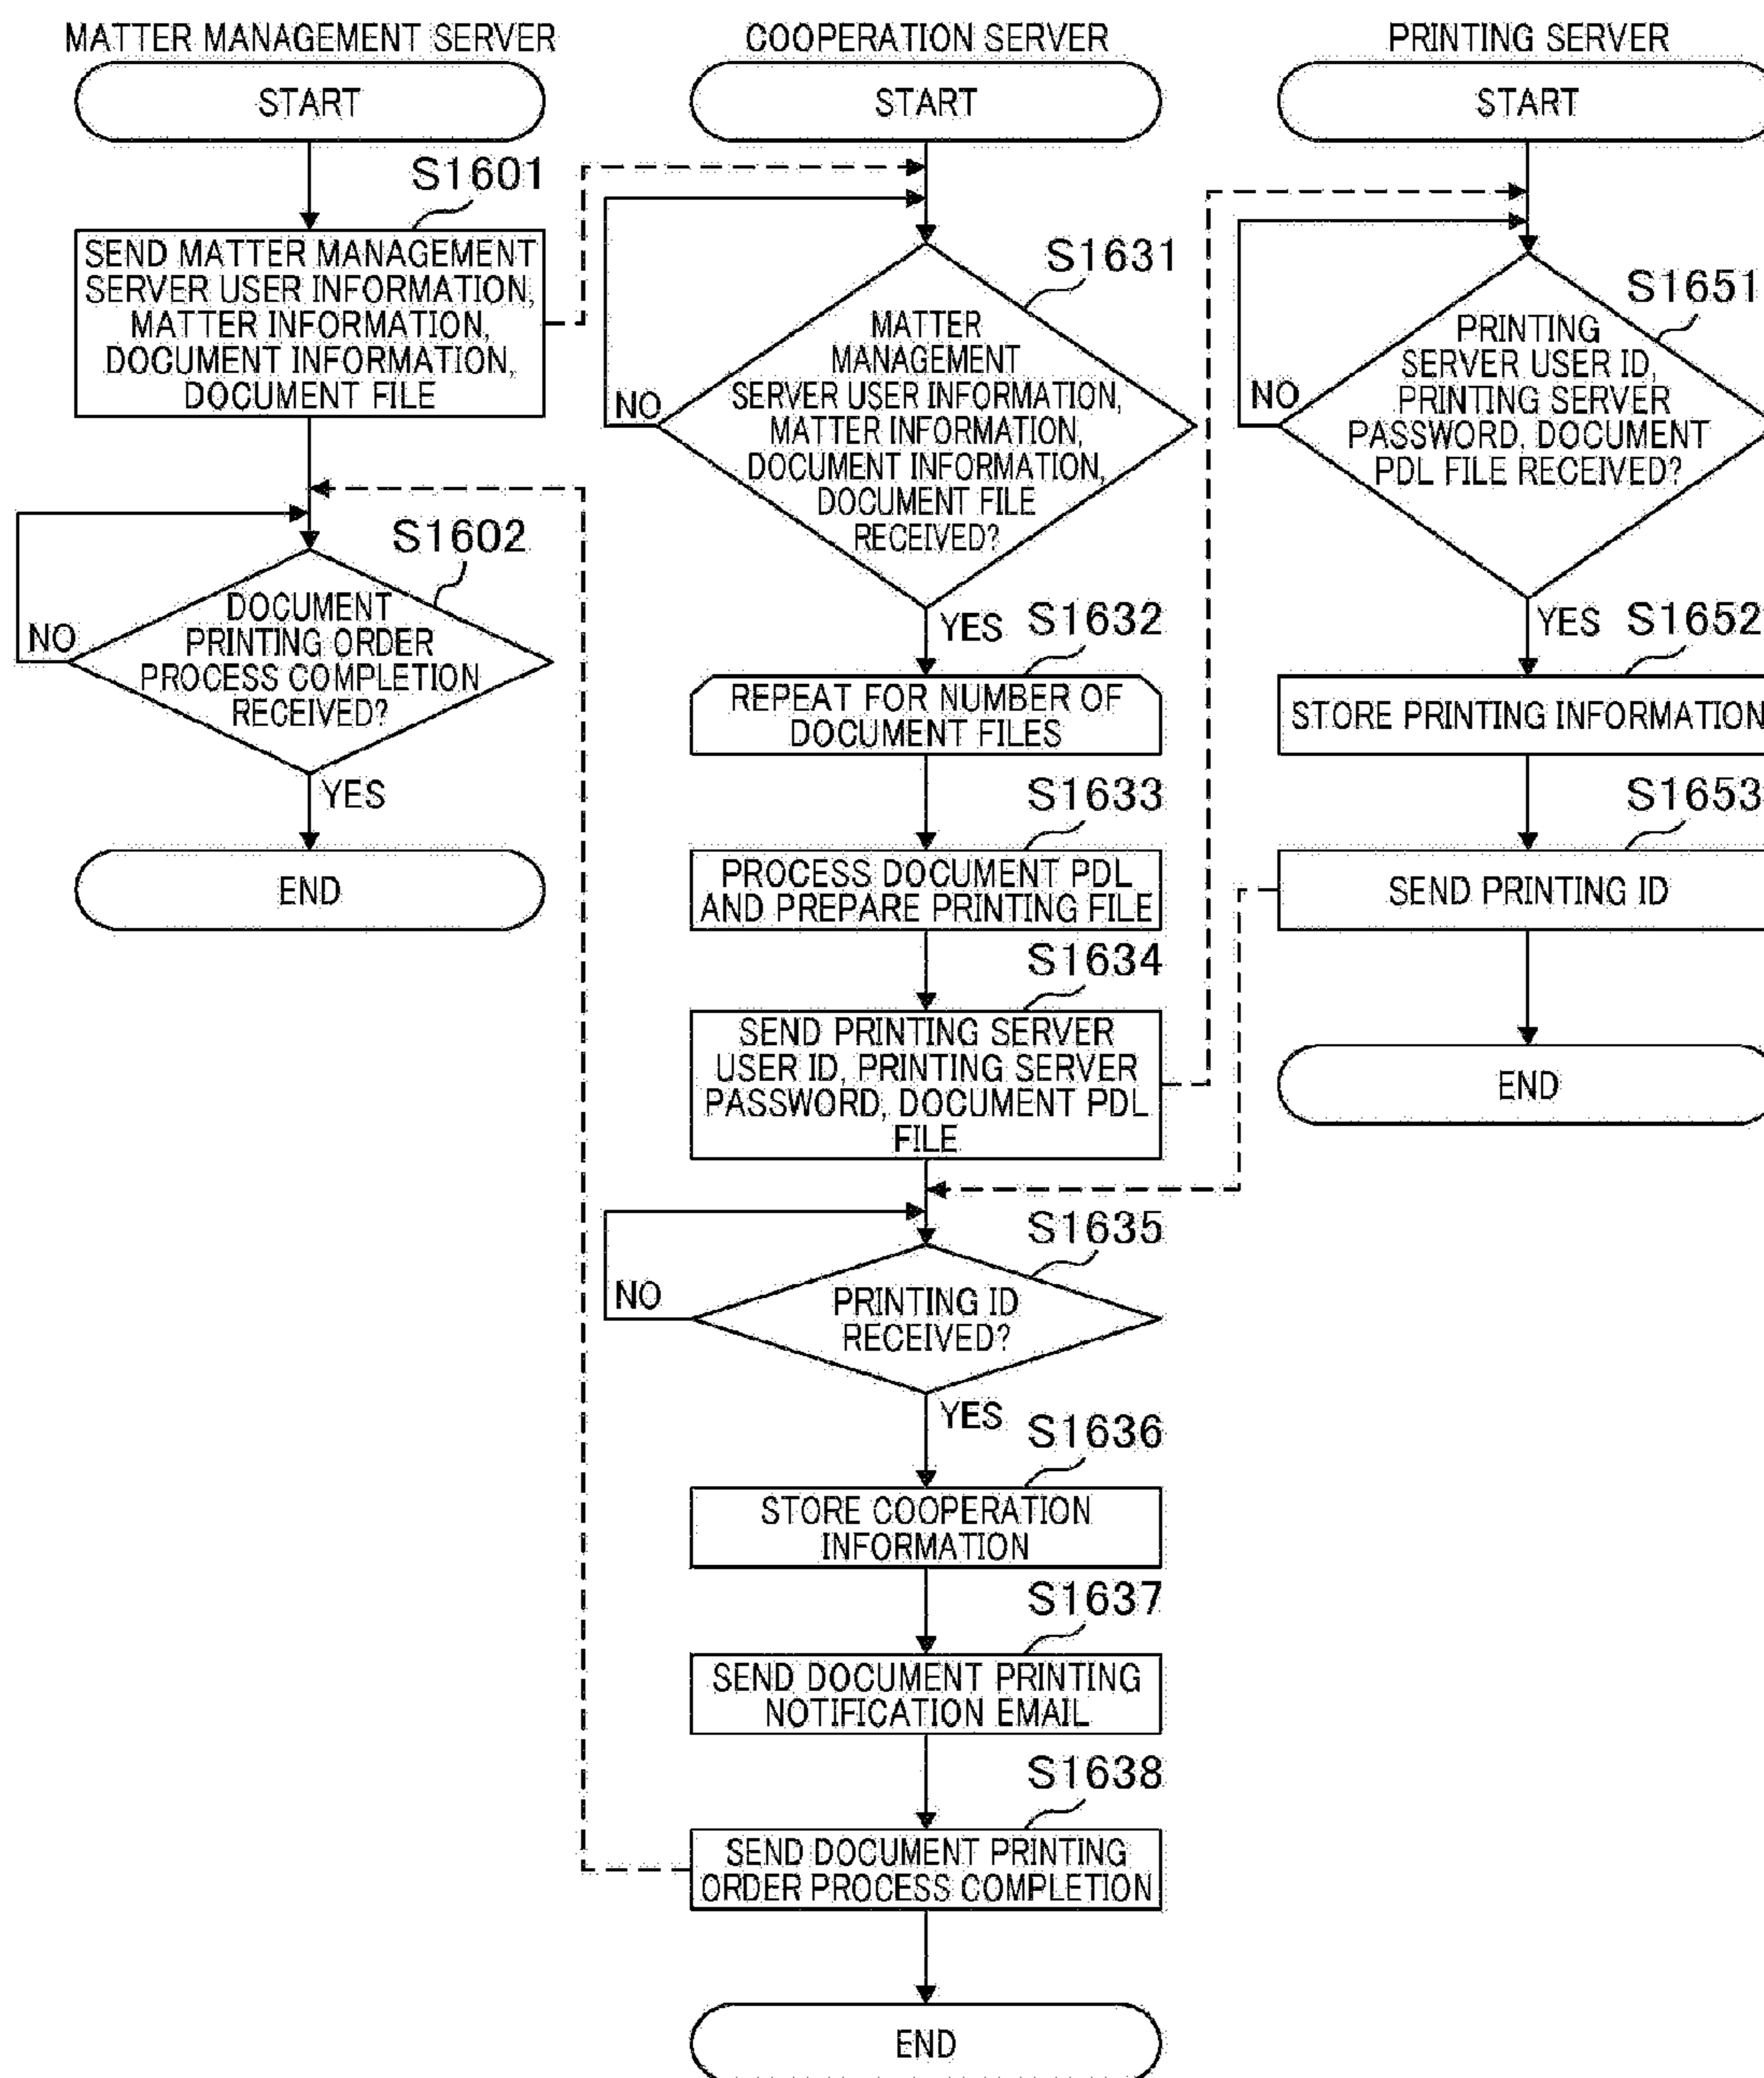 MATTER MANAGEMENT SERVER
START
S1601
SEND MATTER MANAGEMENT
SERVER USER INFORMATION,
MATTER INFORMATION,
DOCUMENT INFORMATION,
DOCUMENT FILE
S1602
DOCUMENT
PRINTING ORDER
PROCESS COMPLETION
RECEIVED?
NO
YES
END
COOPERATION SERVER
START
S1631
MATTER
MANAGEMENT
SERVER USER INFORMATION,
MATTER INFORMATION,
DOCUMENT INFORMATION,
DOCUMENT FILE
RECEIVED?
NO
YES
S1632
REPEAT FOR NUMBER OF
DOCUMENT FILES
S1633
PROCESS DOCUMENT PDL
AND PREPARE PRINTING FILE
S1634
SEND PRINTING SERVER
USER ID, PRINTING SERVER
PASSWORD, DOCUMENT PDL
FILE
S1635
PRINTING ID
RECEIVED?
NO
YES
S1636
STORE COOPERATION
INFORMATION
S1637
SEND DOCUMENT PRINTING
NOTIFICATION EMAIL
S1638
SEND DOCUMENT PRINTING
ORDER PROCESS COMPLETION
END
PRINTING SERVER
START
S1651
PRINTING
SERVER USER ID,
PRINTING SERVER
PASSWORD, DOCUMENT
PDL FILE RECEIVED?
NO
YES
S1652
STORE PRINTING INFORMATION
S1653
SEND PRINTING ID
END